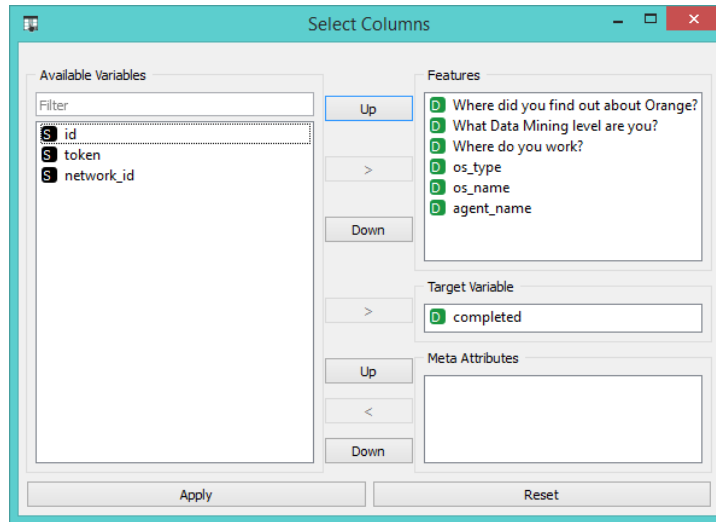 Select Columns
Available Variables
Filter
S id
S token
S network_id
Up
>
Down
>
Up
<
Down
Features
D Where did you find out about Orange?
D What Data Mining level are you?
D Where do you work?
D os_type
D os_name
D agent_name
Target Variable
D completed
Meta Attributes
Apply
Reset